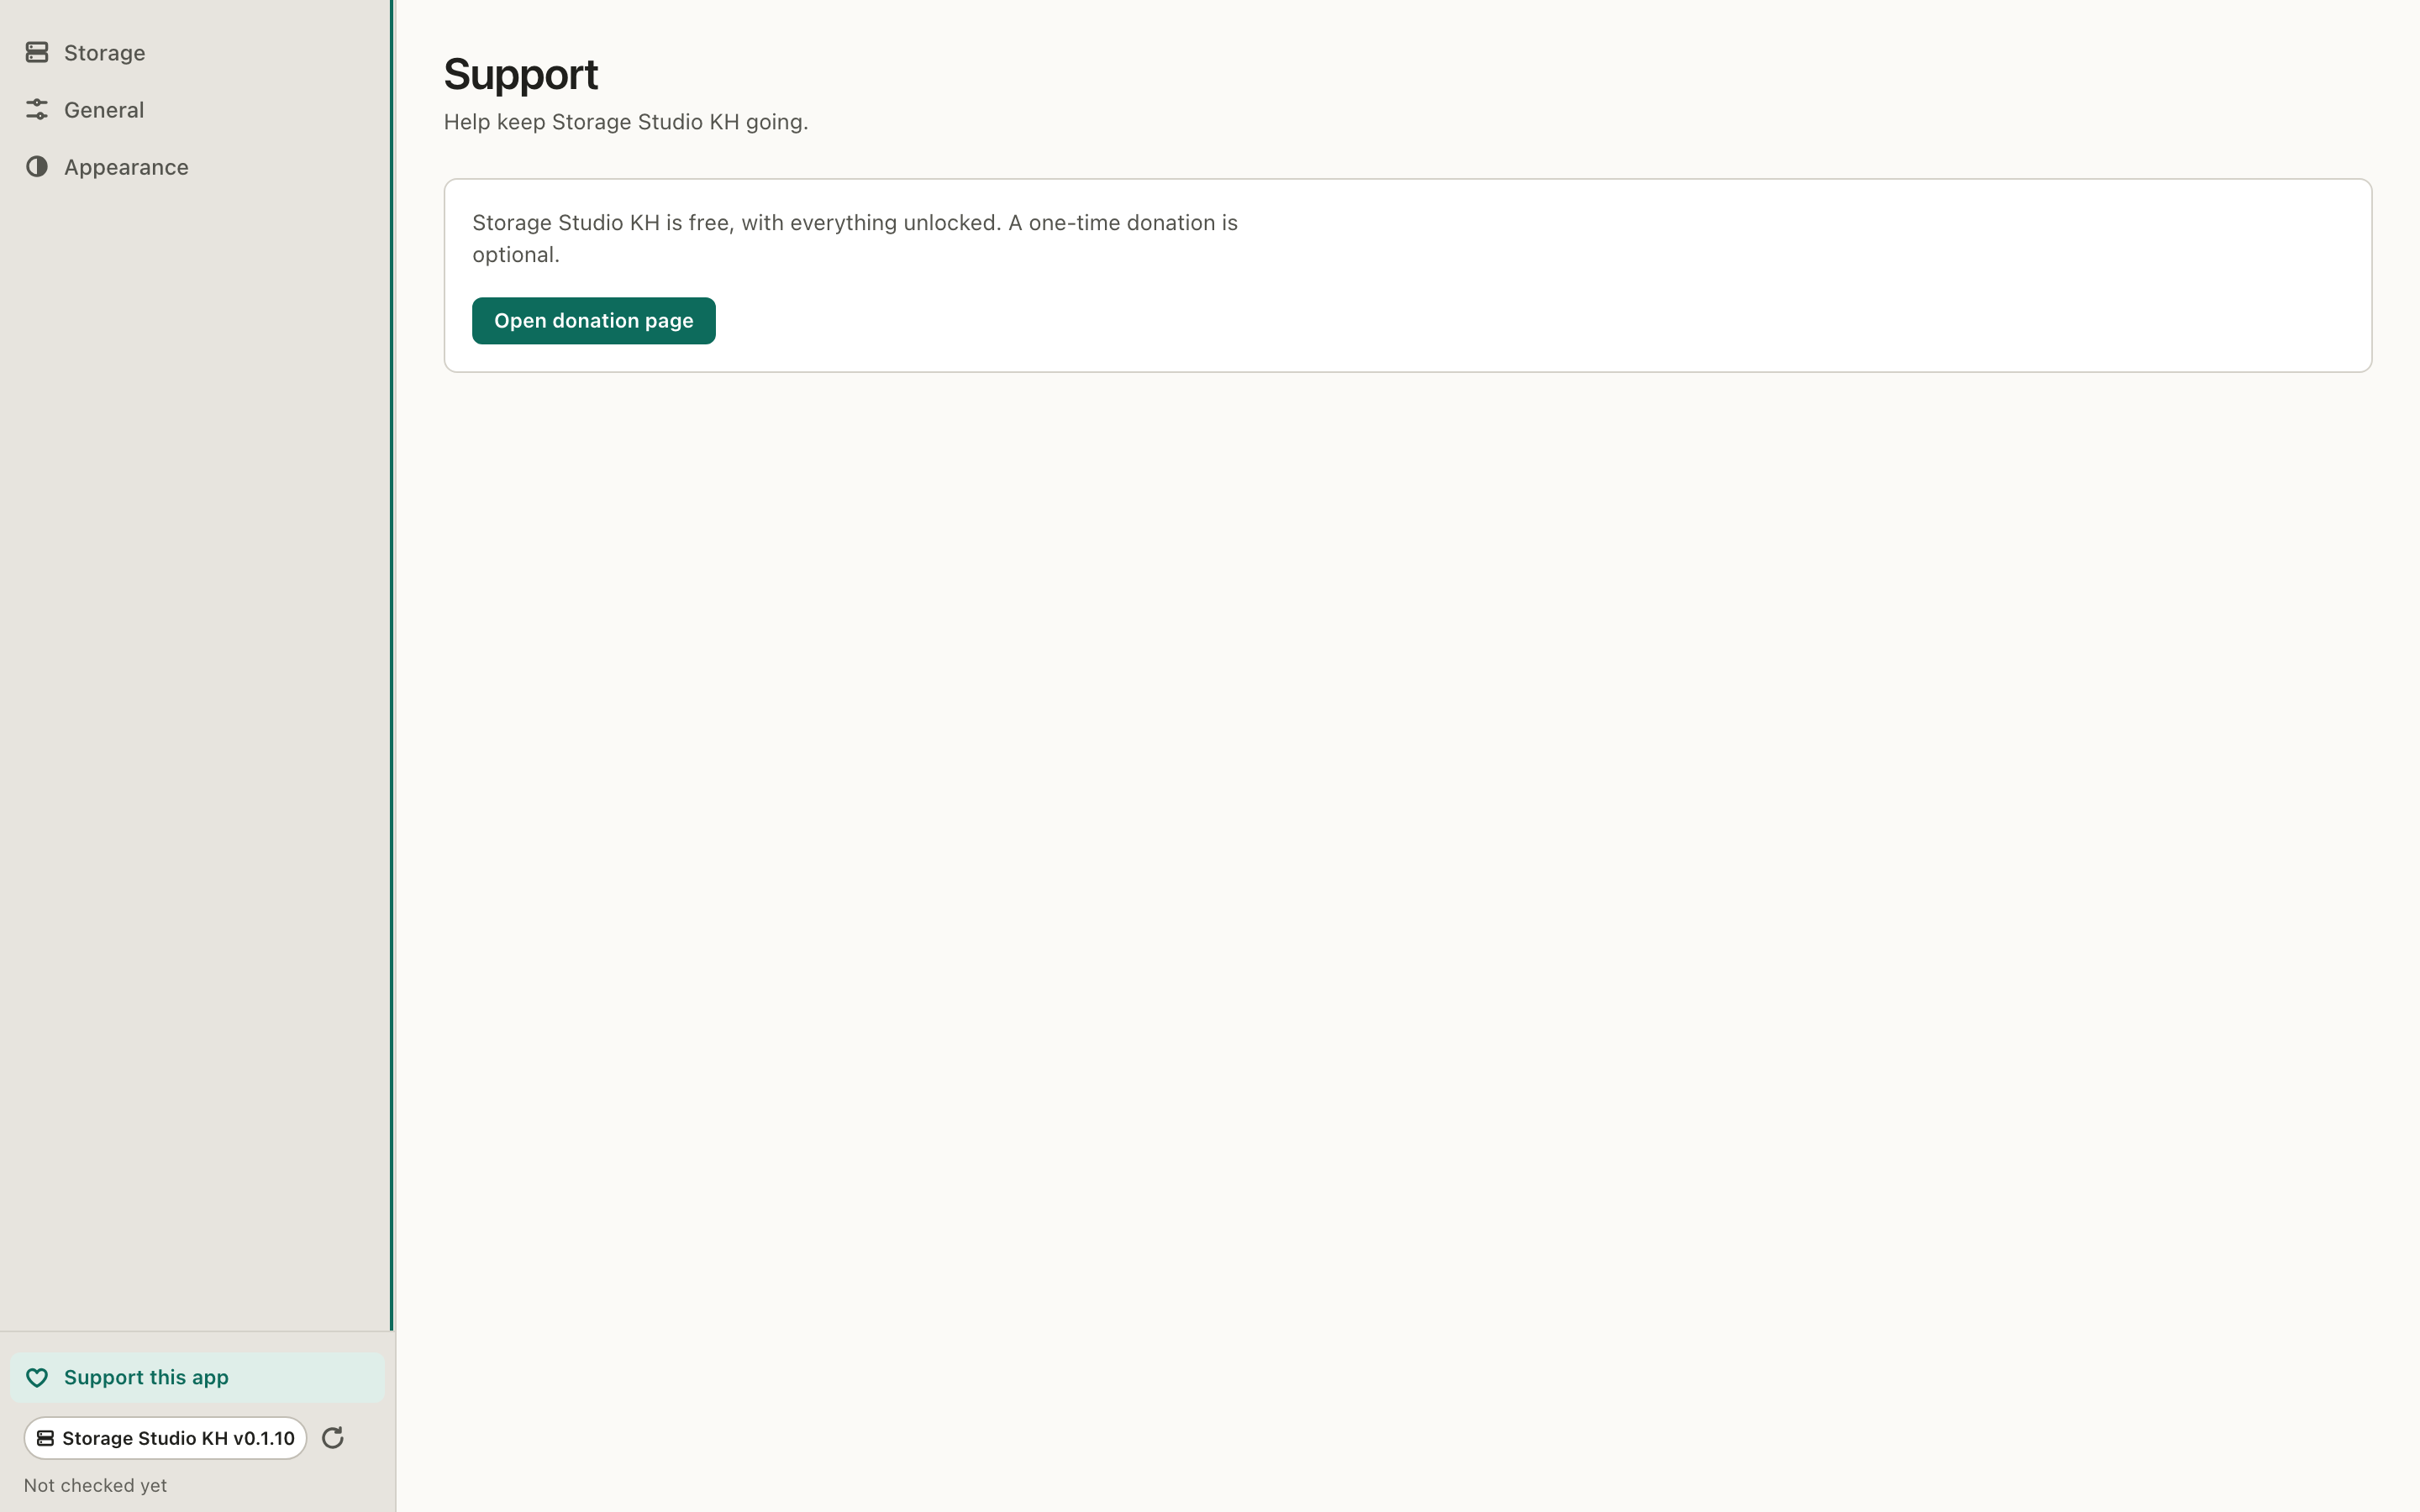 Storage
General
Appearance
Support
Help keep Storage Studio KH going.
Storage Studio KH is free, with everything unlocked. A one-time donation is
optional.
Open donation page
Support this app
Storage Studio KH v0.1.10
Not checked yet